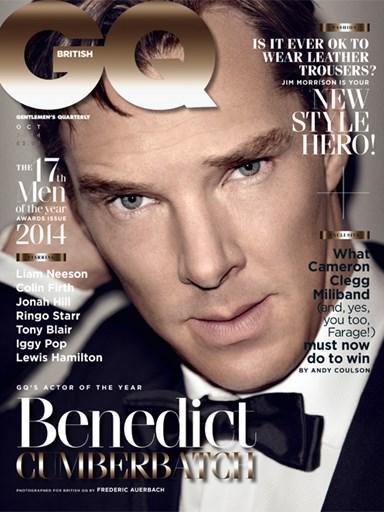 GQ
BRITISH
GENTLEMEN'S QUARTERLY
OCT
FASHION
IS IT EVER OK TO
WEAR LEATHER
TROUSERS?
JIM MORRISON IS YOUR
NEW
STYLE
HERO!
THE 17th
Men
of the year
AWARDS ISSUE
2014
STARRING
Liam Neeson
Colin Firth
Jonah Hill
Ringo Starr
Tony Blair
Iggy Pop
Lewis Hamilton
EXCLUSIVE
What
Cameron
Clegg
Miliband
(and, yes,
you too,
Farage!)
must now
do to win
BY ANDY COULSON
GQ'S ACTOR OF THE YEAR
Benedict
CUMBERBATCH
PHOTOGRAPHED FOR BRITISH GQ BY FREDERIC AUERBACH